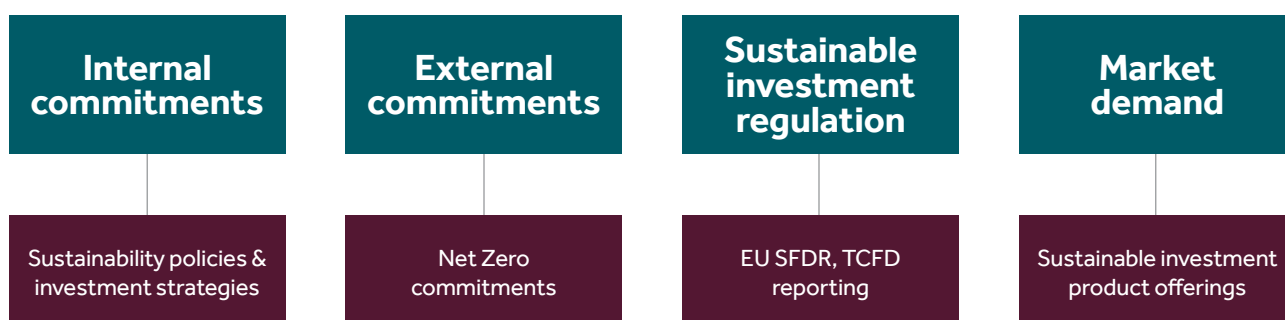 Internal
commitments
External
commitments
Sustainable
investment
regulation
Market
demand
Sustainability policies &
investment strategies
Net Zero
commitments
EU SFDR, TCFD
reporting
Sustainable investment
product offerings